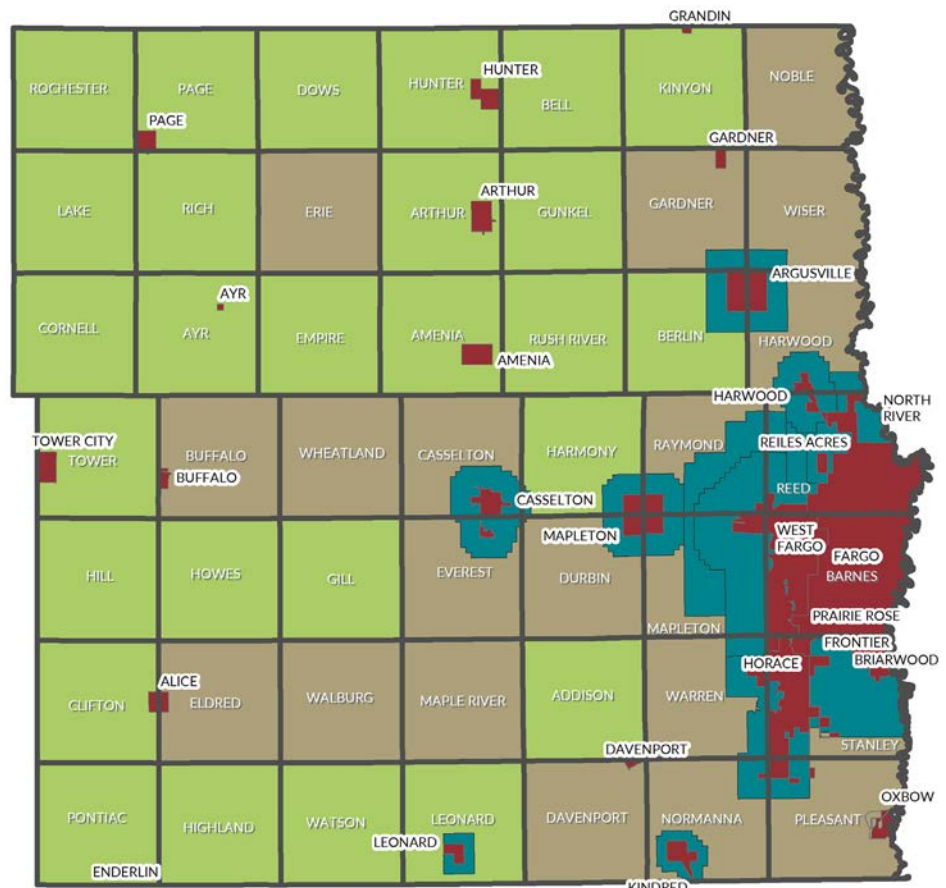 GRANDIN
ROCHESTER
PAGE
DOWS
HUNTER
HUNTER
BELL
KINYON
NOBLE
PAGE
GARDNER
LAKE
RICH
ERIE
ARTHUR
ARTHUR
GUNKEL
GARDNER
WISER
ARGUSVILLE
CORNELL
AYR
AYR
EMPIRE
AMENIA
AMENIA
RUSH RIVER
BERLIN
HARWOOD
HARWOOD
NORTH
RIVER
TOWER CITY
TOWER
BUFFALO
BUFFALO
WHEATLAND
CASSELTON
CASSELTON
HARMONY
RAYMOND
REILES ACRES
REED
MAPLETON
WEST
FARGO
FARGO
BARNES
HILL
HOWES
GILL
EVEREST
DURBIN
MAPLETON
PRAIRIE ROSE
FRONTIER
BRIARWOOD
HORACE
ALICE
CLIFTON
ELDRED
WALBURG
MAPLE RIVER
ADDISON
WARREN
STANLEY
DAVENPORT
PONTIAC
HIGHLAND
WATSON
LEONARD
LEONARD
DAVENPORT
NORMANNA
PLEASANT
OXBOW
ENDERLIN
KINDRED